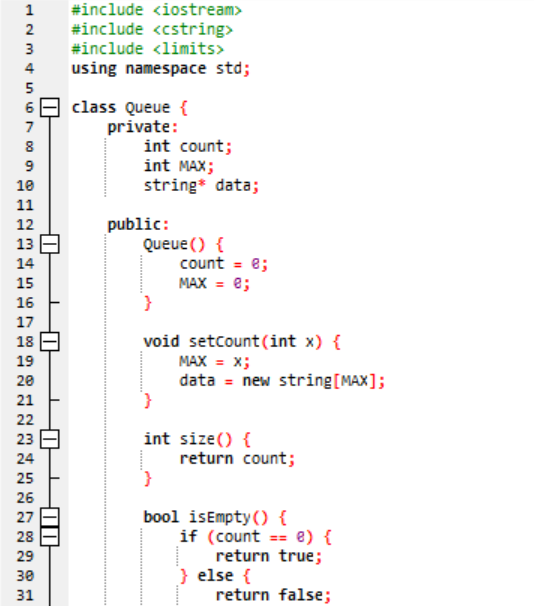 1 #include <iostream>
2 #include <cstring>
3 #include <limits>
4 using namespace std;
5
6 class Queue {
7 private:
8 int count;
9 int MAX;
10 string* data;
11
12 public:
13 Queue() {
14 count = 0;
15 MAX = 0;
16 }
17
18 void setCount(int x) {
19 MAX = x;
20 data = new string[MAX];
21 }
22
23 int size() {
24 return count;
25 }
26
27 bool isEmpty() {
28 if (count == 0) {
29 return true;
30 } else {
31 return false;